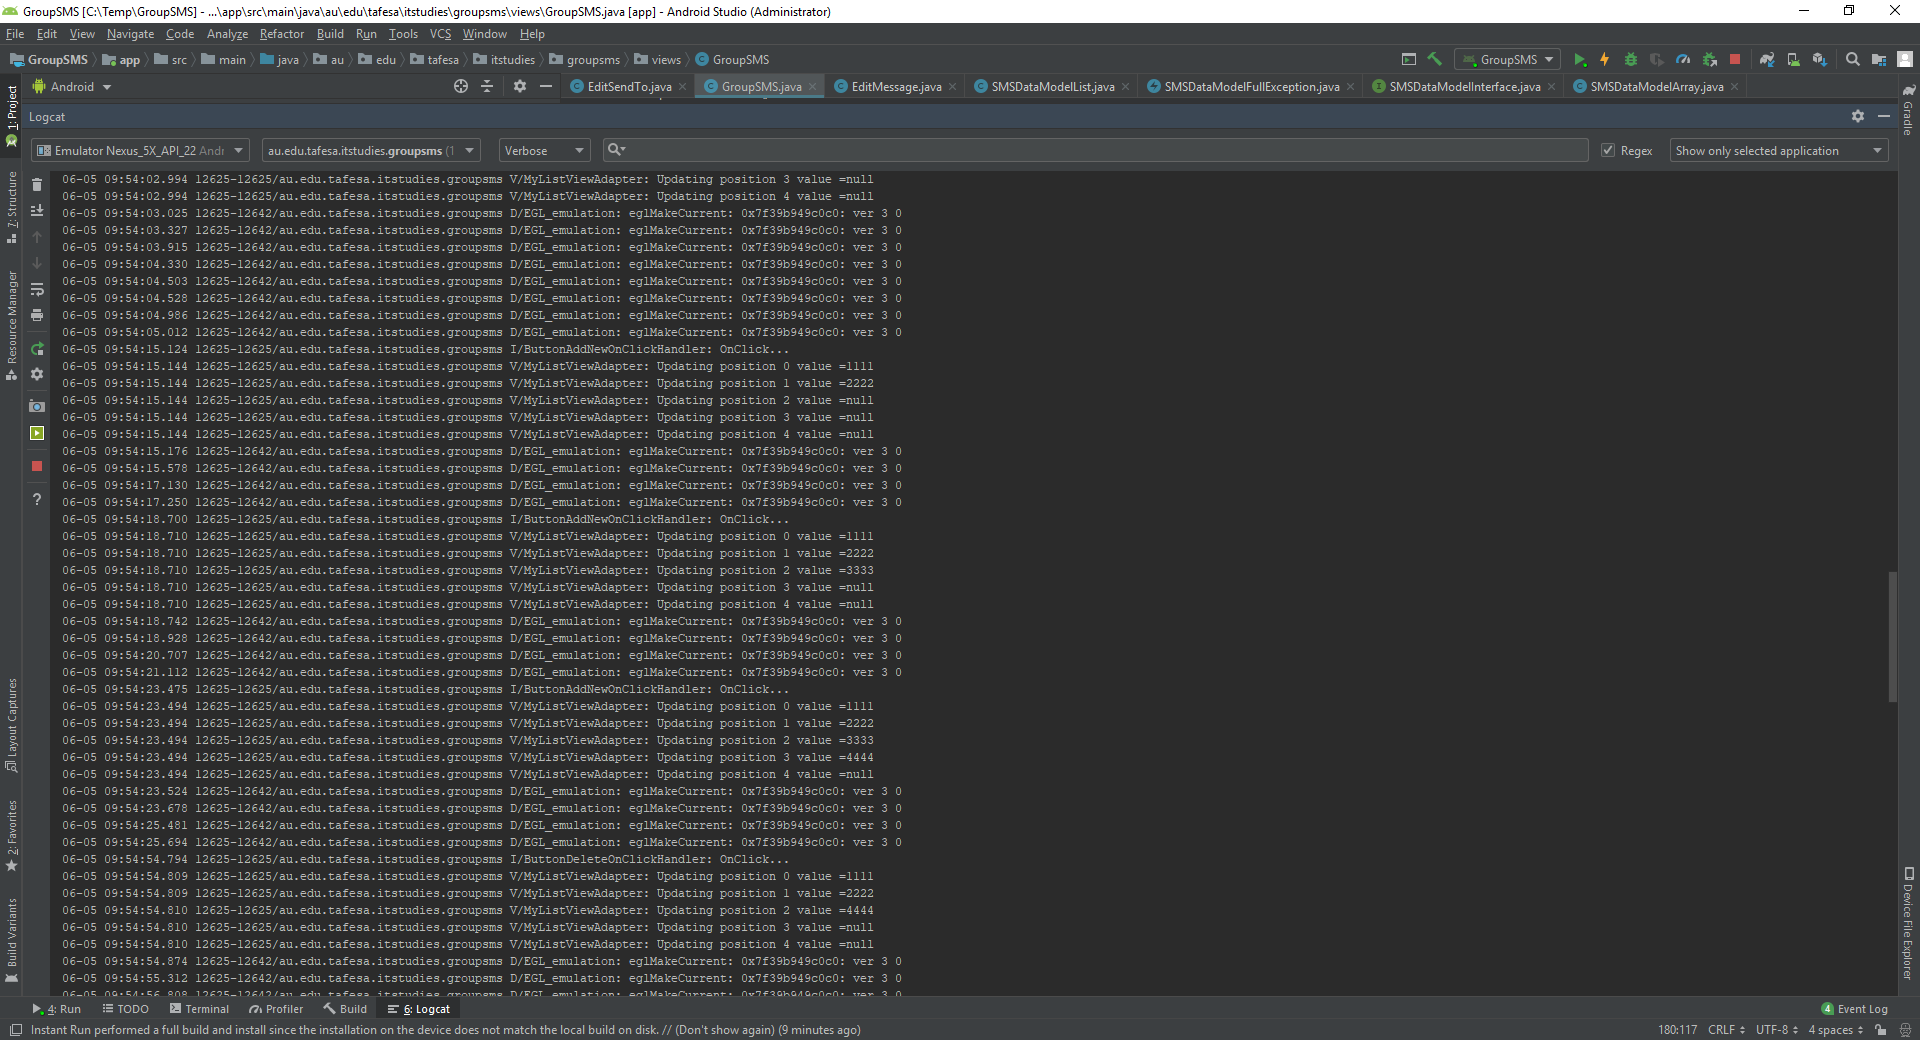 GroupSMS [C:\Temp\GroupSMS] - ...\app\src\main\java\au\edu\tafesa\itstudies\groupsms\views\GroupSMS.java [app] - Android Studio (Administrator)
File Edit View Navigate Code Analyze Refactor Build Run Tools VCS Window Help
GroupSMS app src main java au edu tafesa itstudies groupsms views GroupSMS GroupSMS
Android EditSendTo.java GroupSMS.java EditMessage.java SMSDataModelList.java SMSDataModelFullException.java SMSDataModelInterface.java SMSDataModelArray.java
Logcat
Emulator Nexus_5X_API_22 Andr au.edu.tafesa.itstudies.groupsms (1 Verbose Regex Show only selected application
06-05 09:54:02.994 12625-12625/au.edu.tafesa.itstudies.groupsms V/MyListViewAdapter: Updating position 3 value =null
06-05 09:54:02.994 12625-12625/au.edu.tafesa.itstudies.groupsms V/MyListViewAdapter: Updating position 4 value =null
06-05 09:54:03.025 12625-12642/au.edu.tafesa.itstudies.groupsms D/EGL_emulation: eglMakeCurrent: 0x7f39b949c0c0: ver 3 0
06-05 09:54:03.327 12625-12642/au.edu.tafesa.itstudies.groupsms D/EGL_emulation: eglMakeCurrent: 0x7f39b949c0c0: ver 3 0
06-05 09:54:03.915 12625-12642/au.edu.tafesa.itstudies.groupsms D/EGL_emulation: eglMakeCurrent: 0x7f39b949c0c0: ver 3 0
06-05 09:54:04.330 12625-12642/au.edu.tafesa.itstudies.groupsms D/EGL_emulation: eglMakeCurrent: 0x7f39b949c0c0: ver 3 0
06-05 09:54:04.503 12625-12642/au.edu.tafesa.itstudies.groupsms D/EGL_emulation: eglMakeCurrent: 0x7f39b949c0c0: ver 3 0
06-05 09:54:04.528 12625-12642/au.edu.tafesa.itstudies.groupsms D/EGL_emulation: eglMakeCurrent: 0x7f39b949c0c0: ver 3 0
06-05 09:54:04.986 12625-12642/au.edu.tafesa.itstudies.groupsms D/EGL_emulation: eglMakeCurrent: 0x7f39b949c0c0: ver 3 0
06-05 09:54:05.012 12625-12642/au.edu.tafesa.itstudies.groupsms D/EGL_emulation: eglMakeCurrent: 0x7f39b949c0c0: ver 3 0
06-05 09:54:15.124 12625-12625/au.edu.tafesa.itstudies.groupsms I/ButtonAddNewOnClickHandler: OnClick...
06-05 09:54:15.144 12625-12625/au.edu.tafesa.itstudies.groupsms V/MyListViewAdapter: Updating position 0 value =1111
06-05 09:54:15.144 12625-12625/au.edu.tafesa.itstudies.groupsms V/MyListViewAdapter: Updating position 1 value =2222
06-05 09:54:15.144 12625-12625/au.edu.tafesa.itstudies.groupsms V/MyListViewAdapter: Updating position 2 value =null
06-05 09:54:15.144 12625-12625/au.edu.tafesa.itstudies.groupsms V/MyListViewAdapter: Updating position 3 value =null
06-05 09:54:15.144 12625-12625/au.edu.tafesa.itstudies.groupsms V/MyListViewAdapter: Updating position 4 value =null
06-05 09:54:15.176 12625-12642/au.edu.tafesa.itstudies.groupsms D/EGL_emulation: eglMakeCurrent: 0x7f39b949c0c0: ver 3 0
06-05 09:54:15.578 12625-12642/au.edu.tafesa.itstudies.groupsms D/EGL_emulation: eglMakeCurrent: 0x7f39b949c0c0: ver 3 0
06-05 09:54:17.130 12625-12642/au.edu.tafesa.itstudies.groupsms D/EGL_emulation: eglMakeCurrent: 0x7f39b949c0c0: ver 3 0
06-05 09:54:17.250 12625-12642/au.edu.tafesa.itstudies.groupsms D/EGL_emulation: eglMakeCurrent: 0x7f39b949c0c0: ver 3 0
06-05 09:54:18.700 12625-12625/au.edu.tafesa.itstudies.groupsms I/ButtonAddNewOnClickHandler: OnClick...
06-05 09:54:18.710 12625-12625/au.edu.tafesa.itstudies.groupsms V/MyListViewAdapter: Updating position 0 value =1111
06-05 09:54:18.710 12625-12625/au.edu.tafesa.itstudies.groupsms V/MyListViewAdapter: Updating position 1 value =2222
06-05 09:54:18.710 12625-12625/au.edu.tafesa.itstudies.groupsms V/MyListViewAdapter: Updating position 2 value =3333
06-05 09:54:18.710 12625-12625/au.edu.tafesa.itstudies.groupsms V/MyListViewAdapter: Updating position 3 value =null
06-05 09:54:18.710 12625-12625/au.edu.tafesa.itstudies.groupsms V/MyListViewAdapter: Updating position 4 value =null
06-05 09:54:18.742 12625-12642/au.edu.tafesa.itstudies.groupsms D/EGL_emulation: eglMakeCurrent: 0x7f39b949c0c0: ver 3 0
06-05 09:54:18.928 12625-12642/au.edu.tafesa.itstudies.groupsms D/EGL_emulation: eglMakeCurrent: 0x7f39b949c0c0: ver 3 0
06-05 09:54:20.707 12625-12642/au.edu.tafesa.itstudies.groupsms D/EGL_emulation: eglMakeCurrent: 0x7f39b949c0c0: ver 3 0
06-05 09:54:21.112 12625-12642/au.edu.tafesa.itstudies.groupsms D/EGL_emulation: eglMakeCurrent: 0x7f39b949c0c0: ver 3 0
06-05 09:54:23.475 12625-12625/au.edu.tafesa.itstudies.groupsms I/ButtonAddNewOnClickHandler: OnClick...
06-05 09:54:23.494 12625-12625/au.edu.tafesa.itstudies.groupsms V/MyListViewAdapter: Updating position 0 value =1111
06-05 09:54:23.494 12625-12625/au.edu.tafesa.itstudies.groupsms V/MyListViewAdapter: Updating position 1 value =2222
06-05 09:54:23.494 12625-12625/au.edu.tafesa.itstudies.groupsms V/MyListViewAdapter: Updating position 2 value =3333
06-05 09:54:23.494 12625-12625/au.edu.tafesa.itstudies.groupsms V/MyListViewAdapter: Updating position 3 value =4444
06-05 09:54:23.494 12625-12625/au.edu.tafesa.itstudies.groupsms V/MyListViewAdapter: Updating position 4 value =null
06-05 09:54:23.524 12625-12642/au.edu.tafesa.itstudies.groupsms D/EGL_emulation: eglMakeCurrent: 0x7f39b949c0c0: ver 3 0
06-05 09:54:23.678 12625-12642/au.edu.tafesa.itstudies.groupsms D/EGL_emulation: eglMakeCurrent: 0x7f39b949c0c0: ver 3 0
06-05 09:54:25.481 12625-12642/au.edu.tafesa.itstudies.groupsms D/EGL_emulation: eglMakeCurrent: 0x7f39b949c0c0: ver 3 0
06-05 09:54:25.694 12625-12642/au.edu.tafesa.itstudies.groupsms D/EGL_emulation: eglMakeCurrent: 0x7f39b949c0c0: ver 3 0
06-05 09:54:54.794 12625-12625/au.edu.tafesa.itstudies.groupsms I/ButtonDeleteOnClickHandler: OnClick...
06-05 09:54:54.809 12625-12625/au.edu.tafesa.itstudies.groupsms V/MyListViewAdapter: Updating position 0 value =1111
06-05 09:54:54.809 12625-12625/au.edu.tafesa.itstudies.groupsms V/MyListViewAdapter: Updating position 1 value =2222
06-05 09:54:54.810 12625-12625/au.edu.tafesa.itstudies.groupsms V/MyListViewAdapter: Updating position 2 value =4444
06-05 09:54:54.810 12625-12625/au.edu.tafesa.itstudies.groupsms V/MyListViewAdapter: Updating position 3 value =null
06-05 09:54:54.810 12625-12625/au.edu.tafesa.itstudies.groupsms V/MyListViewAdapter: Updating position 4 value =null
06-05 09:54:54.874 12625-12642/au.edu.tafesa.itstudies.groupsms D/EGL_emulation: eglMakeCurrent: 0x7f39b949c0c0: ver 3 0
06-05 09:54:55.312 12625-12642/au.edu.tafesa.itstudies.groupsms D/EGL_emulation: eglMakeCurrent: 0x7f39b949c0c0: ver 3 0
06-05 09:54:56.808 12625-12642/au.edu.tafesa.itstudies.groupsms D/EGL_emulation: eglMakeCurrent: 0x7f39b949c0c0: ver 3 0
1: Project
7: Structure
Resource Manager
Layout Captures
2: Favorites
Build Variants
Gradle
Device File Explorer
4: Run TODO Terminal Profiler Build 6: Logcat 4 Event Log
Instant Run performed a full build and install since the installation on the device does not match the local build on disk. // (Don't show again) (9 minutes ago) 180:117 CRLF UTF-8 4 spaces